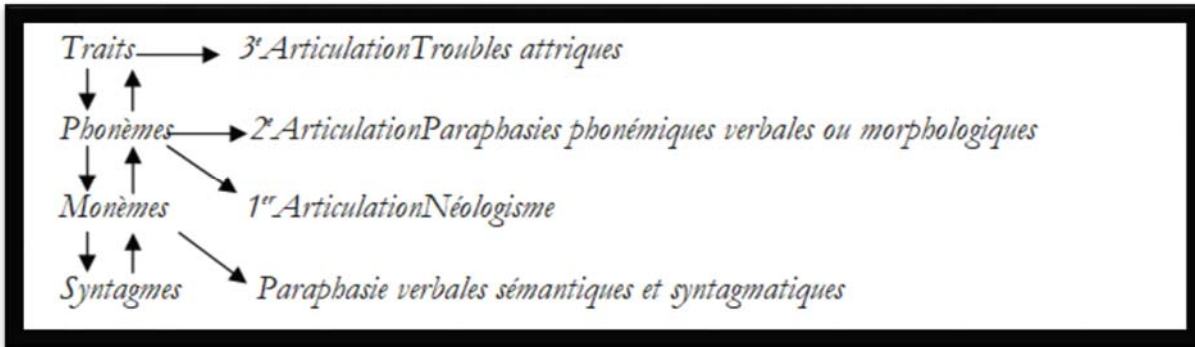 Traits 3e ArticulationTroubles attriques
Phonèmes 2e ArticulationParaphasies phonémiques verbales ou morphologiques
Monèmes 1er ArticulationNéologisme
Syntagmes Paraphasie verbales sémantiques et syntagmatiques